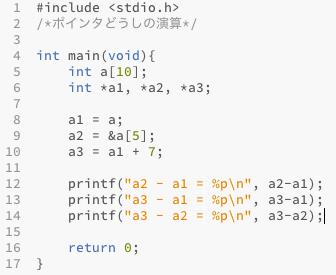 1 #include <stdio.h>
2 /*ポインタどうしの演算*/
3
4 int main(void){
5     int a[10];
6     int *a1, *a2, *a3;
7
8     a1 = a;
9     a2 = &a[5];
10     a3 = a1 + 7;
11
12     printf("a2 - a1 = %p\n", a2-a1);
13     printf("a3 - a1 = %p\n", a3-a1);
14     printf("a3 - a2 = %p\n", a3-a2);
15
16     return 0;
17 }